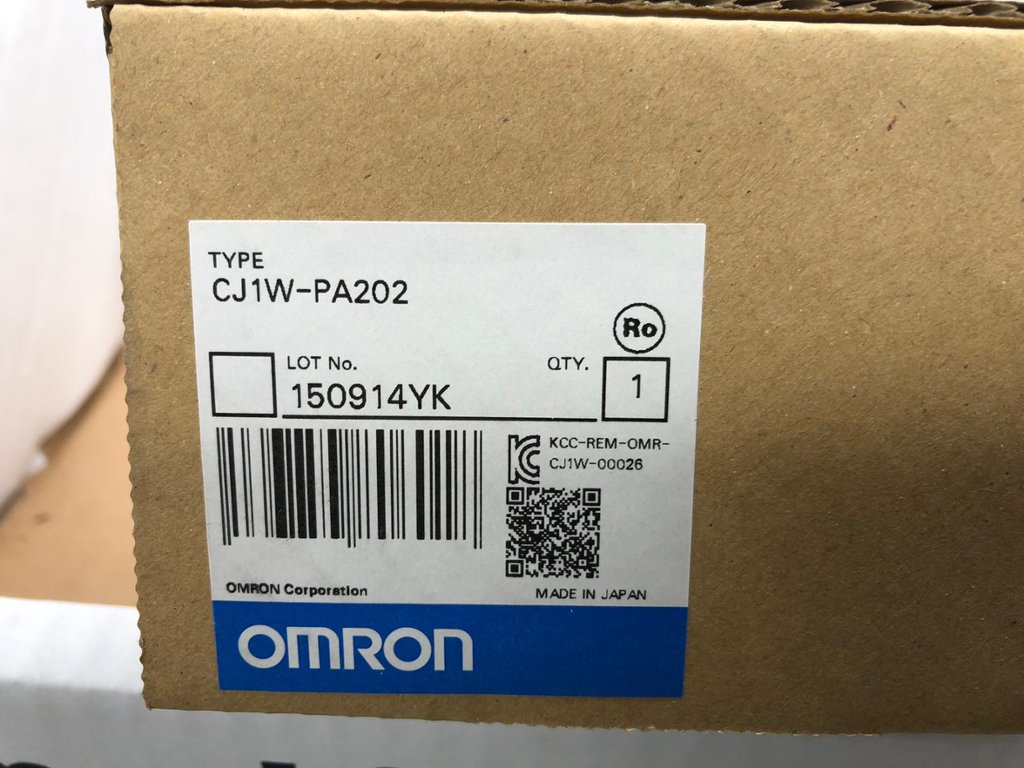 TYPE
CJ1W-PA202
Ro
LOT No.
150914YK
QTY.
1
KCC-REM-OMR-
CJ1W-00026
OMRON Corporation
MADE IN JAPAN
OMRON